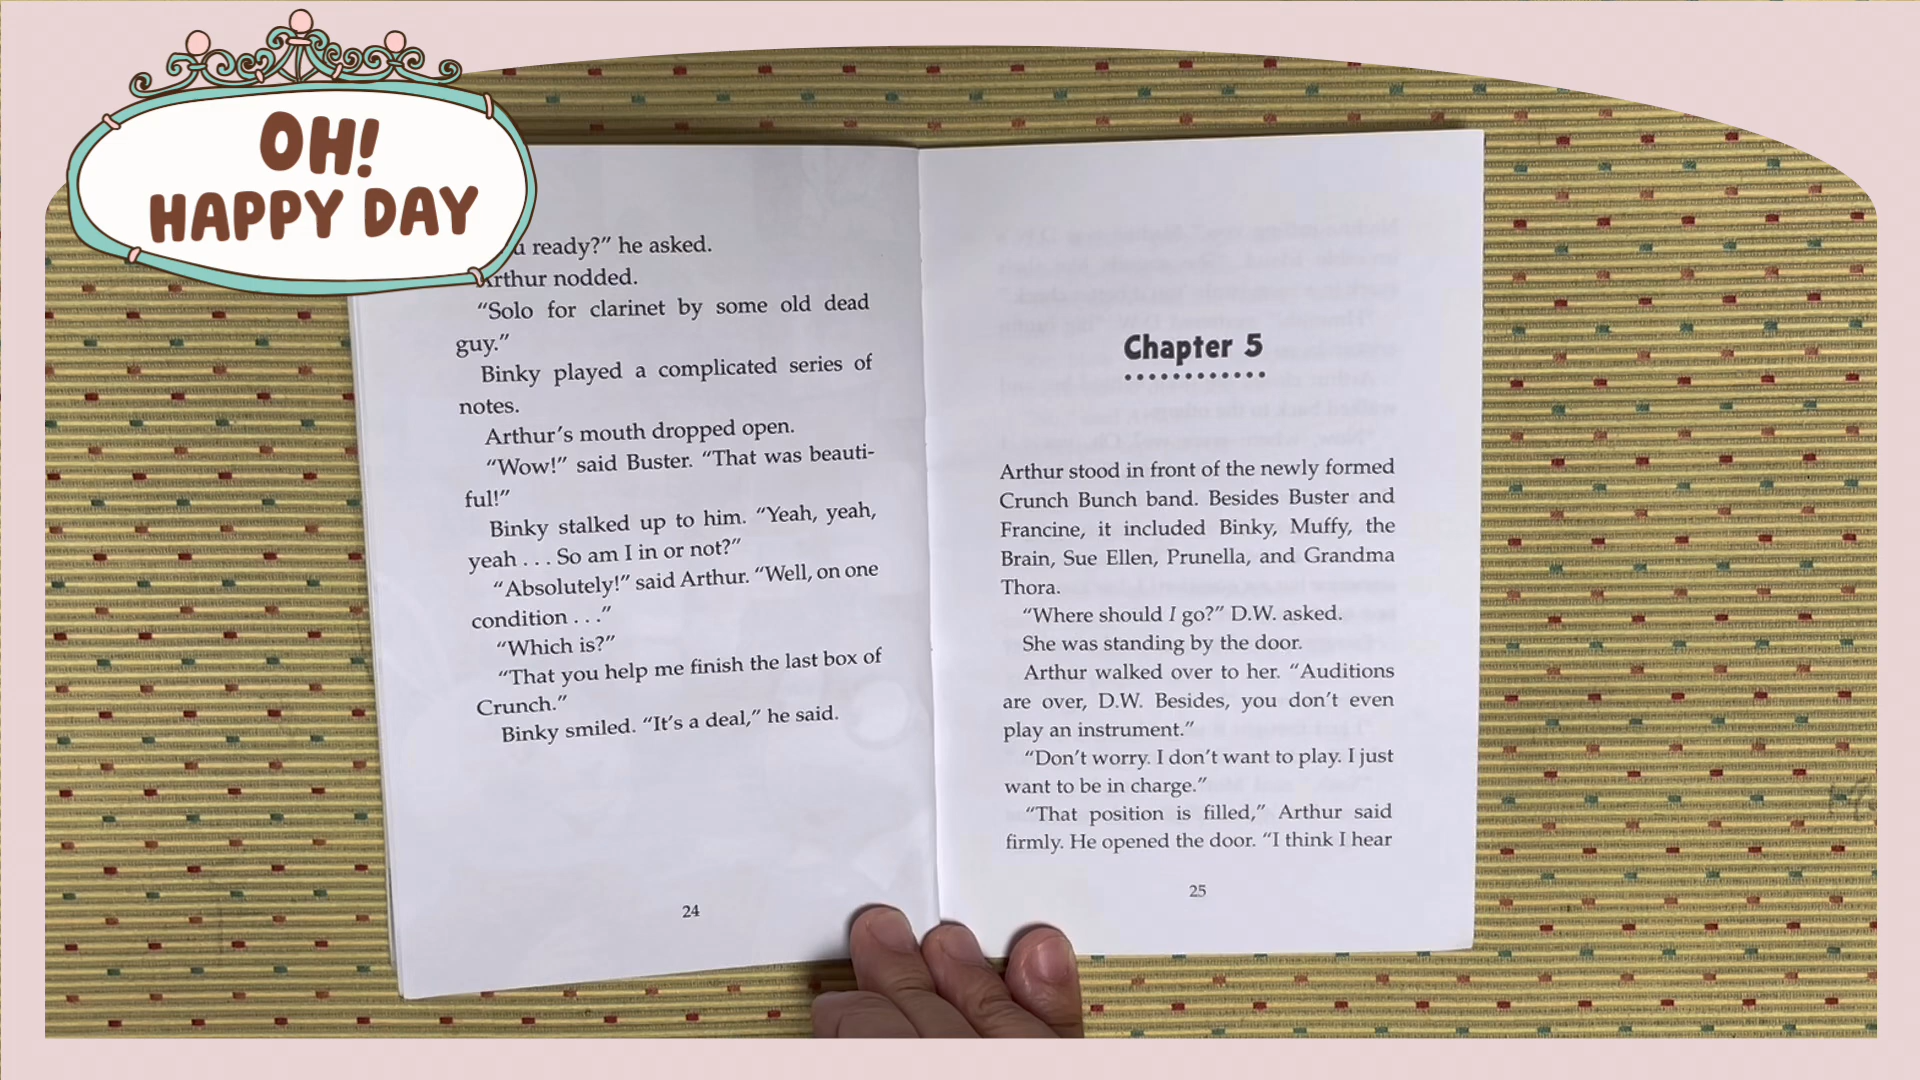 OH!
HAPPY DAY
ready?” he asked.
Arthur nodded.
“Solo for clarinet by some old dead
guy.”
Binky played a complicated series of
notes.
Arthur’s mouth dropped open.
“Wow!” said Buster. “That was beauti-
ful!”
Binky stalked up to him. “Yeah, yeah,
yeah . . . So am I in or not?”
“Absolutely!” said Arthur. “Well, on one
condition . . .”
“Which is?”
“That you help me finish the last box of
Crunch.”
Binky smiled. “It’s a deal,” he said.
24
Chapter 5
Arthur stood in front of the newly formed
Crunch Bunch band. Besides Buster and
Francine, it included Binky, Muffy, the
Brain, Sue Ellen, Prunella, and Grandma
Thora.
“Where should I go?” D.W. asked.
She was standing by the door.
Arthur walked over to her. “Auditions
are over, D.W. Besides, you don’t even
play an instrument.”
“Don’t worry. I don’t want to play. I just
want to be in charge.”
“That position is filled,” Arthur said
firmly. He opened the door. “I think I hear
25